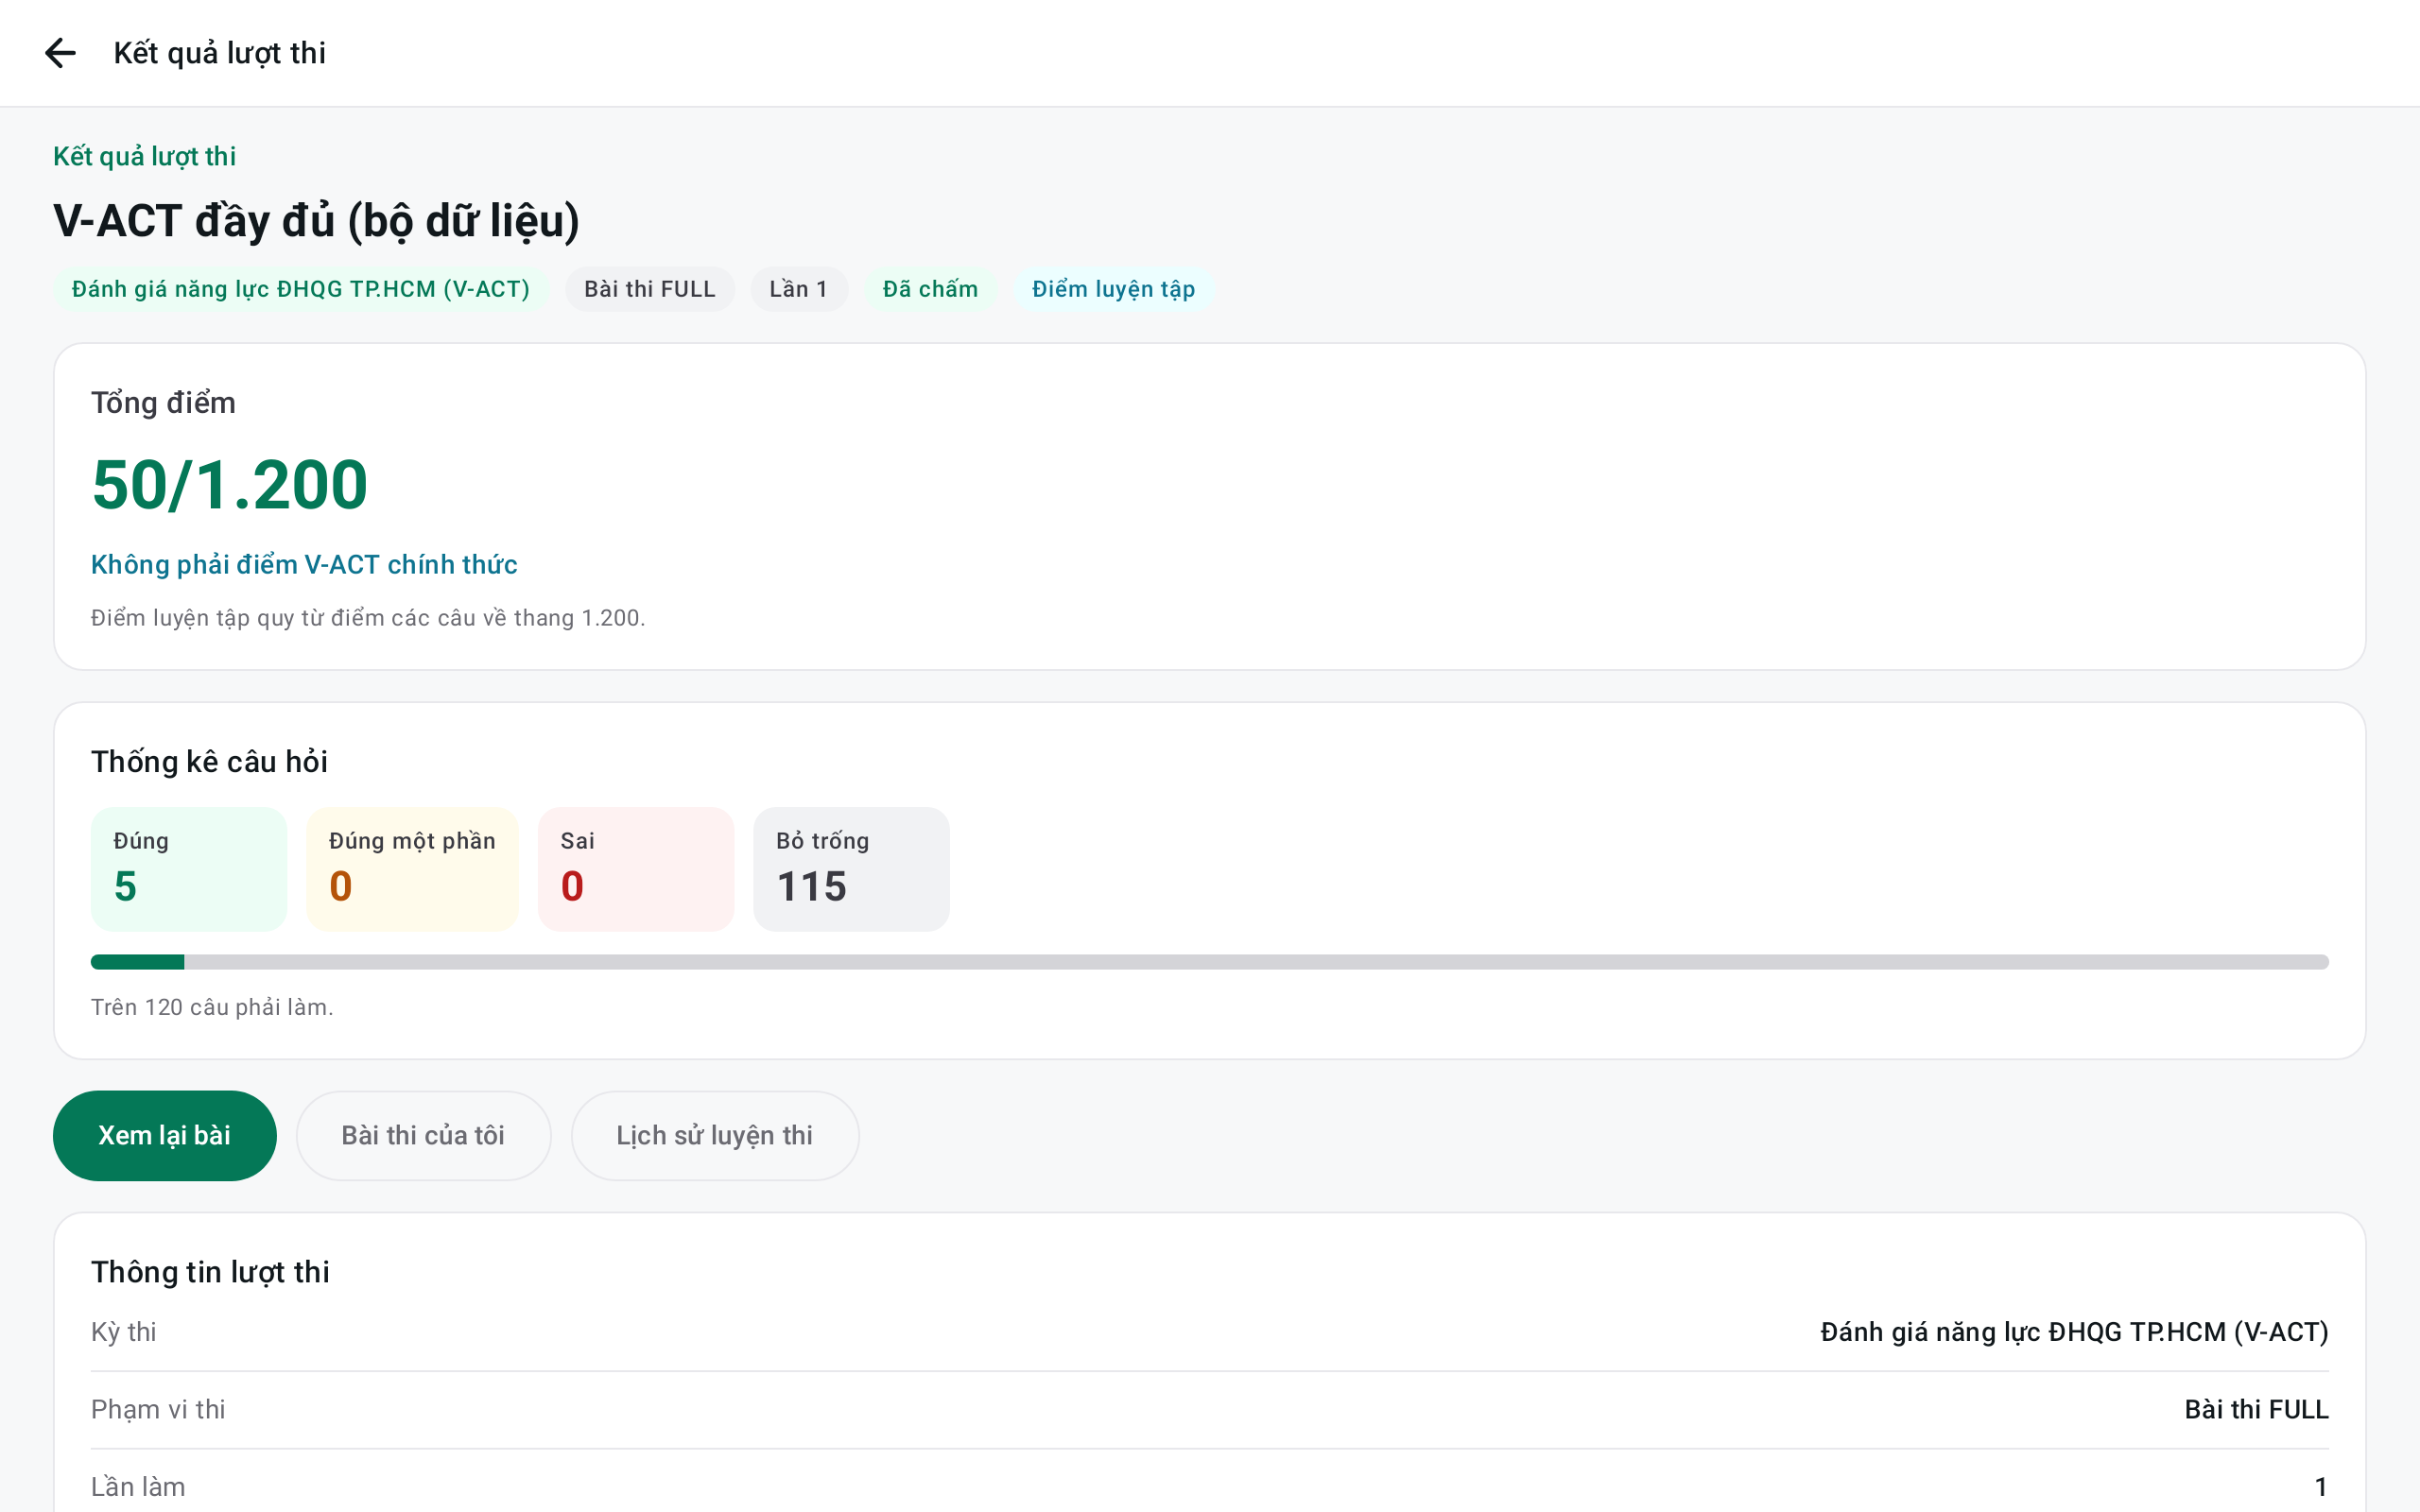 Kết quả lượt thi
Kết quả lượt thi
V-ACT đầy đủ (bộ dữ liệu)
Đánh giá năng lực ĐHQG TP.HCM (V-ACT) Bài thi FULL Lần 1 Đã chấm Điểm luyện tập
Tổng điểm
50/1.200
Không phải điểm V-ACT chính thức
Điểm luyện tập quy từ điểm các câu về thang 1.200.
Thống kê câu hỏi
Đúng Đúng một phần Sai Bỏ trống
5 0 0 115
Trên 120 câu phải làm.
Xem lại bài Bài thi của tôi Lịch sử luyện thi
Thông tin lượt thi
Kỳ thi Đánh giá năng lực ĐHQG TP.HCM (V-ACT)
Phạm vi thi Bài thi FULL
Lần làm 1